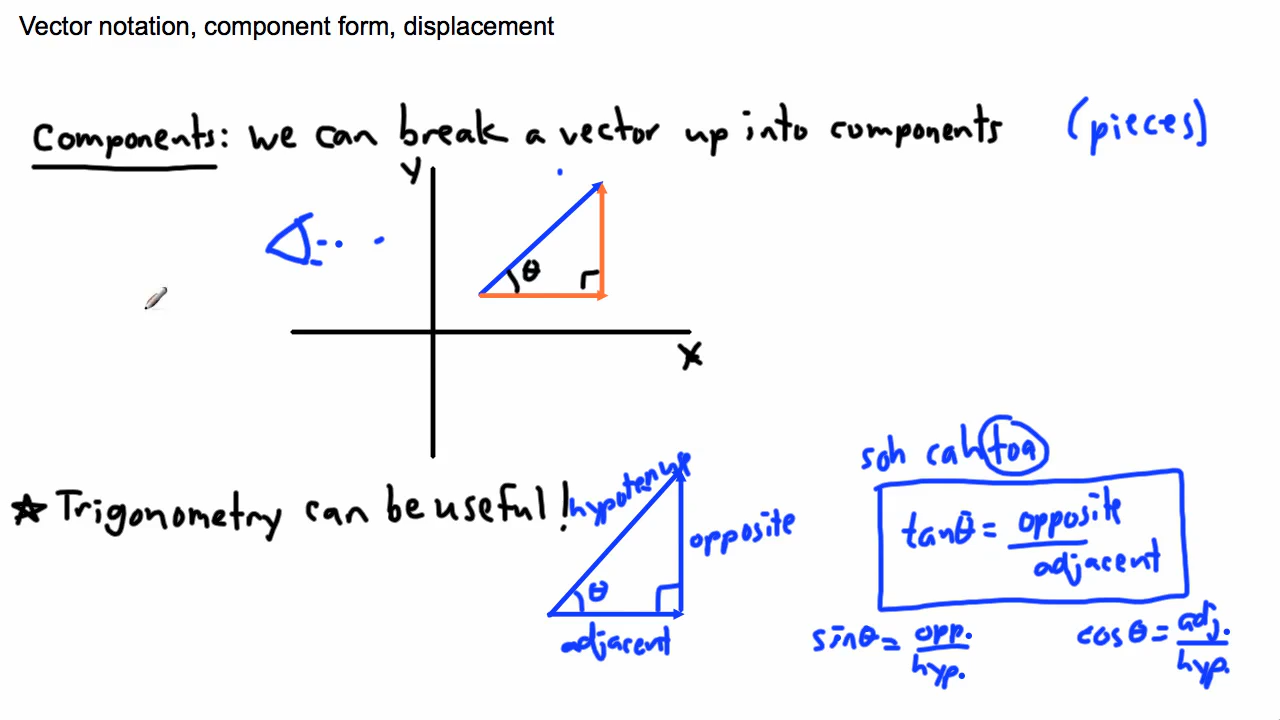 Vector notation, component form, displacement
Components: we can break a vector up into components (pieces)
y
θ
x
soh cah toa
★ Trigonometry can be useful!
hypotenuse
opposite
tanθ = opposite
adjacent
θ
adjacent
sinθ = opp.
hyp.
cosθ = adj.
hyp.